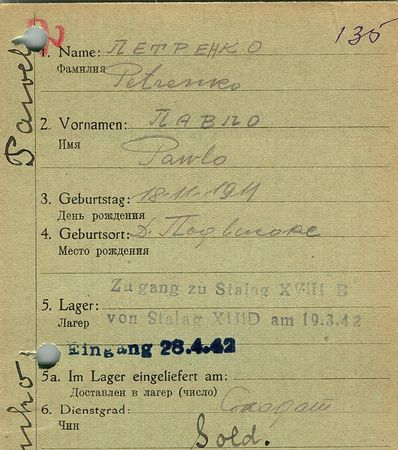 135
1. Name: ПЕТРЕНКО
Фамилия
Petrenko
2. Vornamen: ПАВЛО
Имя
Pawlo
3. Geburtstag: 18-11-1911
День рождения
4. Geburtsort: д. Подвысоке
Место рождения
Zugang zu Stalag XVIII B
5. Lager:
Лагер
von Stalag XIIID am 19.3.42
Eingang 28.4.42
5a. Im Lager eingeliefert am:
Доставлен в лагер (число)
6. Dienstgrad: Солдат
Чин
Sold.